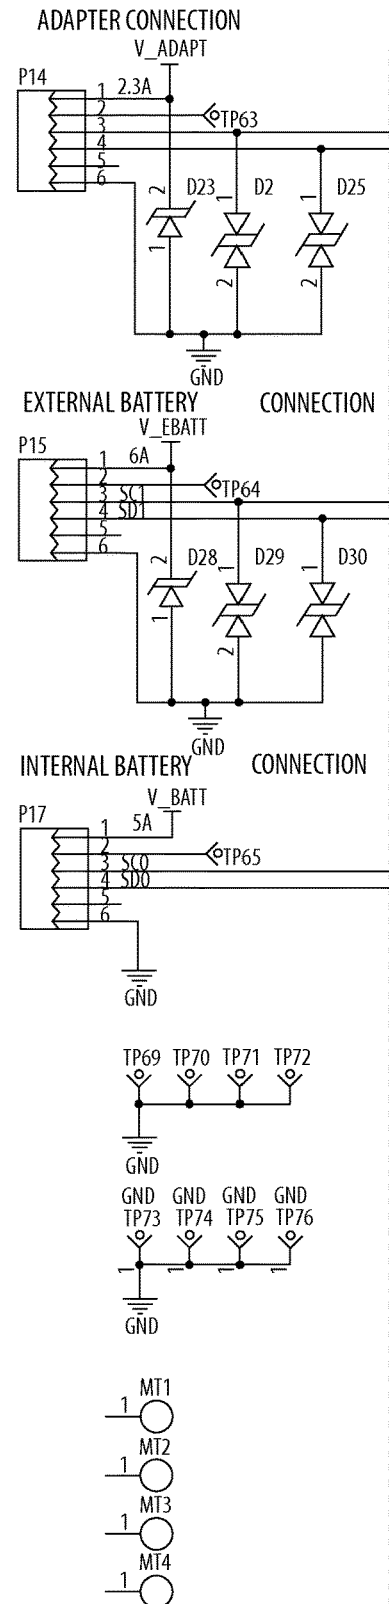 ADAPTER CONNECTION
V_ADAPT
P14
1 2.3A
2
TP63
3
4
5
6
2 D23 1 D2 1 D25
1 2 2
GND
EXTERNAL BATTERY CONNECTION
V_EBATT
P15
1 6A
2
TP64
3 SC1
4 SD1
5
6
2 D28 1 D29 1 D30
1 2
GND
INTERNAL BATTERY CONNECTION
V_BATT
P17
1 5A
2
TP65
3 SC0
4 SD0
5
6
GND
TP69 TP70 TP71 TP72
GND
GND GND GND GND
TP73 TP74 TP75 TP76
1 1 1 1
GND
MT1
1
MT2
1
MT3
1
MT4
1